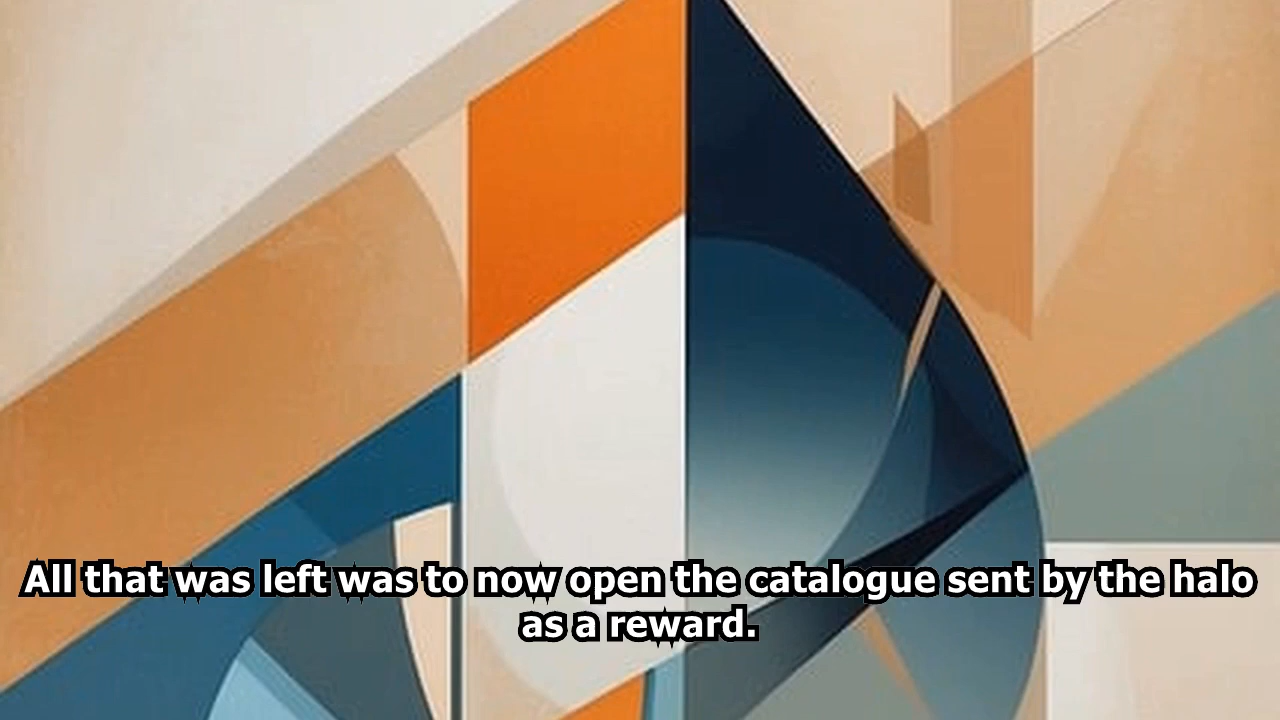 All that was left was to now open the catalogue sent by the halo
as a reward.